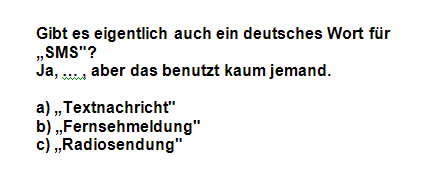 Gibt es eigentlich auch ein deutsches Wort für
„SMS"?
Ja, ... , aber das benutzt kaum jemand.
a) „Textnachricht"
b) „Fernsehmeldung"
c) „Radiosendung"